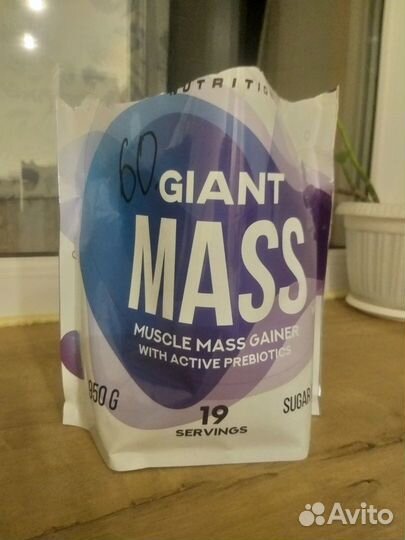 NUTRITIO
60
GIANT
MASS
MUSCLE MASS GAINER
WITH ACTIVE PREBIOTICS
950 G
19
SERVINGS
SUGAR
Avito